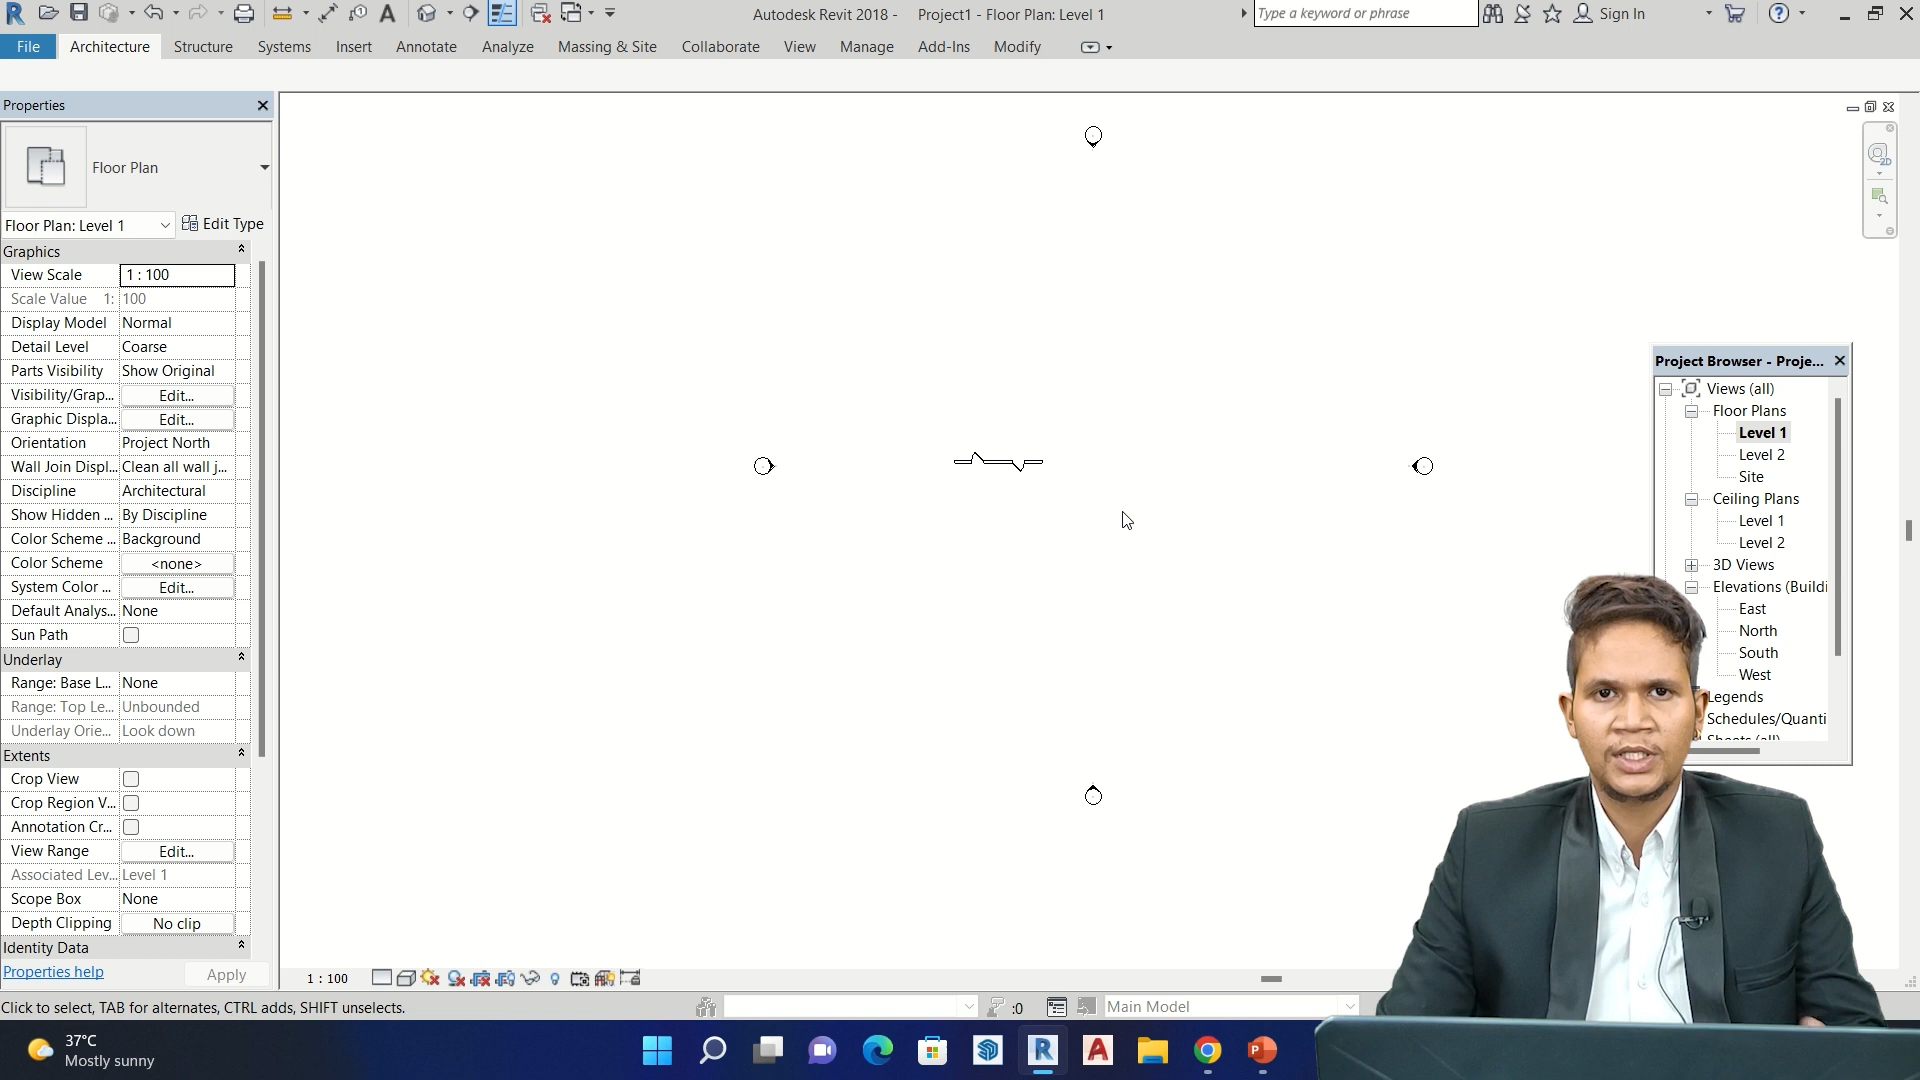 Autodesk Revit 2018 - Project1 - Floor Plan: Level 1
Type a keyword or phrase
Sign In
File Architecture Structure Systems Insert Annotate Analyze Massing & Site Collaborate View Manage Add-Ins Modify
Properties
Floor Plan
Floor Plan: Level 1 Edit Type
Graphics
View Scale 1 : 100
Scale Value 1: 100
Display Model Normal
Detail Level Coarse
Parts Visibility Show Original
Visibility/Grap... Edit...
Graphic Displa... Edit...
Orientation Project North
Wall Join Displ... Clean all wall j...
Discipline Architectural
Show Hidden ... By Discipline
Color Scheme ... Background
Color Scheme <none>
System Color ... Edit...
Default Analys... None
Sun Path
Underlay
Range: Base L... None
Range: Top Le... Unbounded
Underlay Orie... Look down
Extents
Crop View
Crop Region V...
Annotation Cr...
View Range Edit...
Associated Lev... Level 1
Scope Box None
Depth Clipping No clip
Identity Data
Properties help Apply
2D
Project Browser - Proje...
Views (all)
Floor Plans
Level 1
Level 2
Site
Ceiling Plans
Level 1
Level 2
3D Views
Elevations (Buildi
East
North
South
West
Legends
Schedules/Quanti
Sheets (all)
1 : 100
Click to select, TAB for alternates, CTRL adds, SHIFT unselects.
:0
Main Model
37°C
Mostly sunny